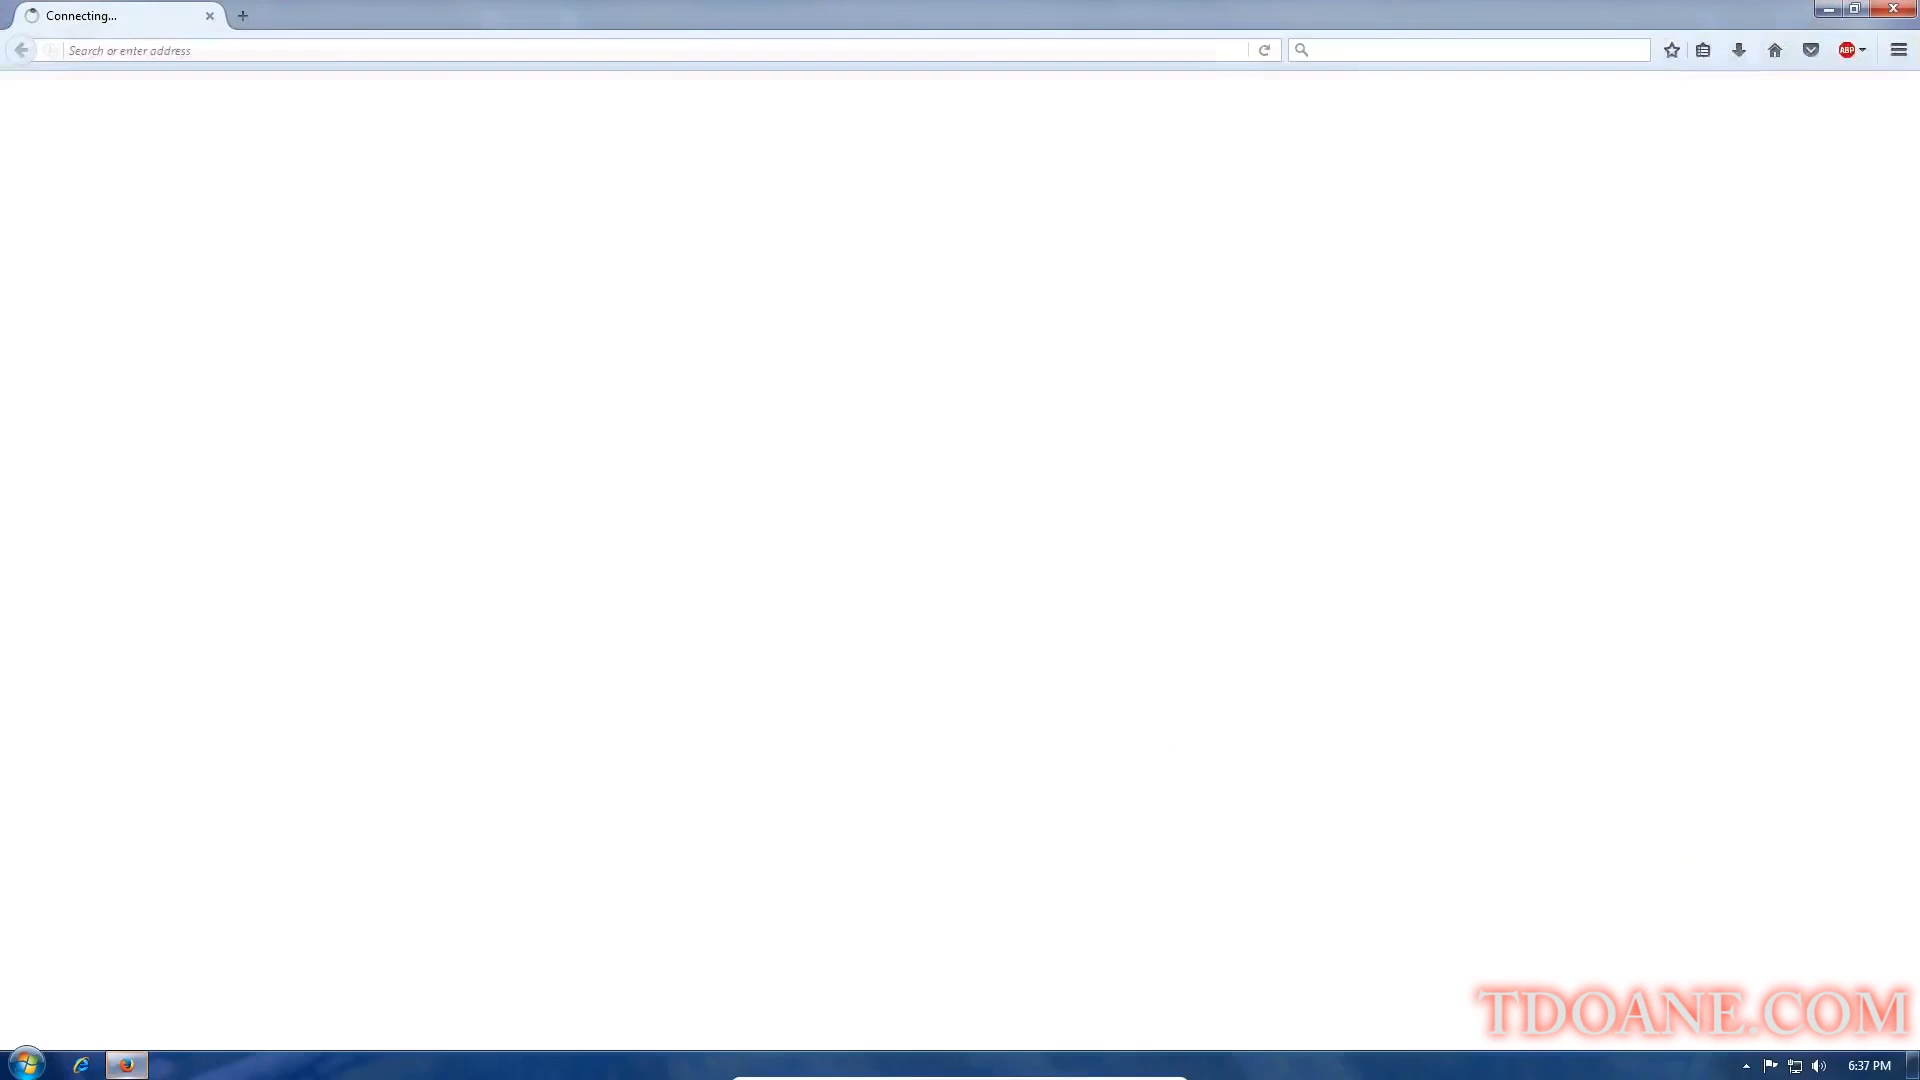 Connecting...
Search or enter address
ABP
TDOANE.COM
6:37 PM